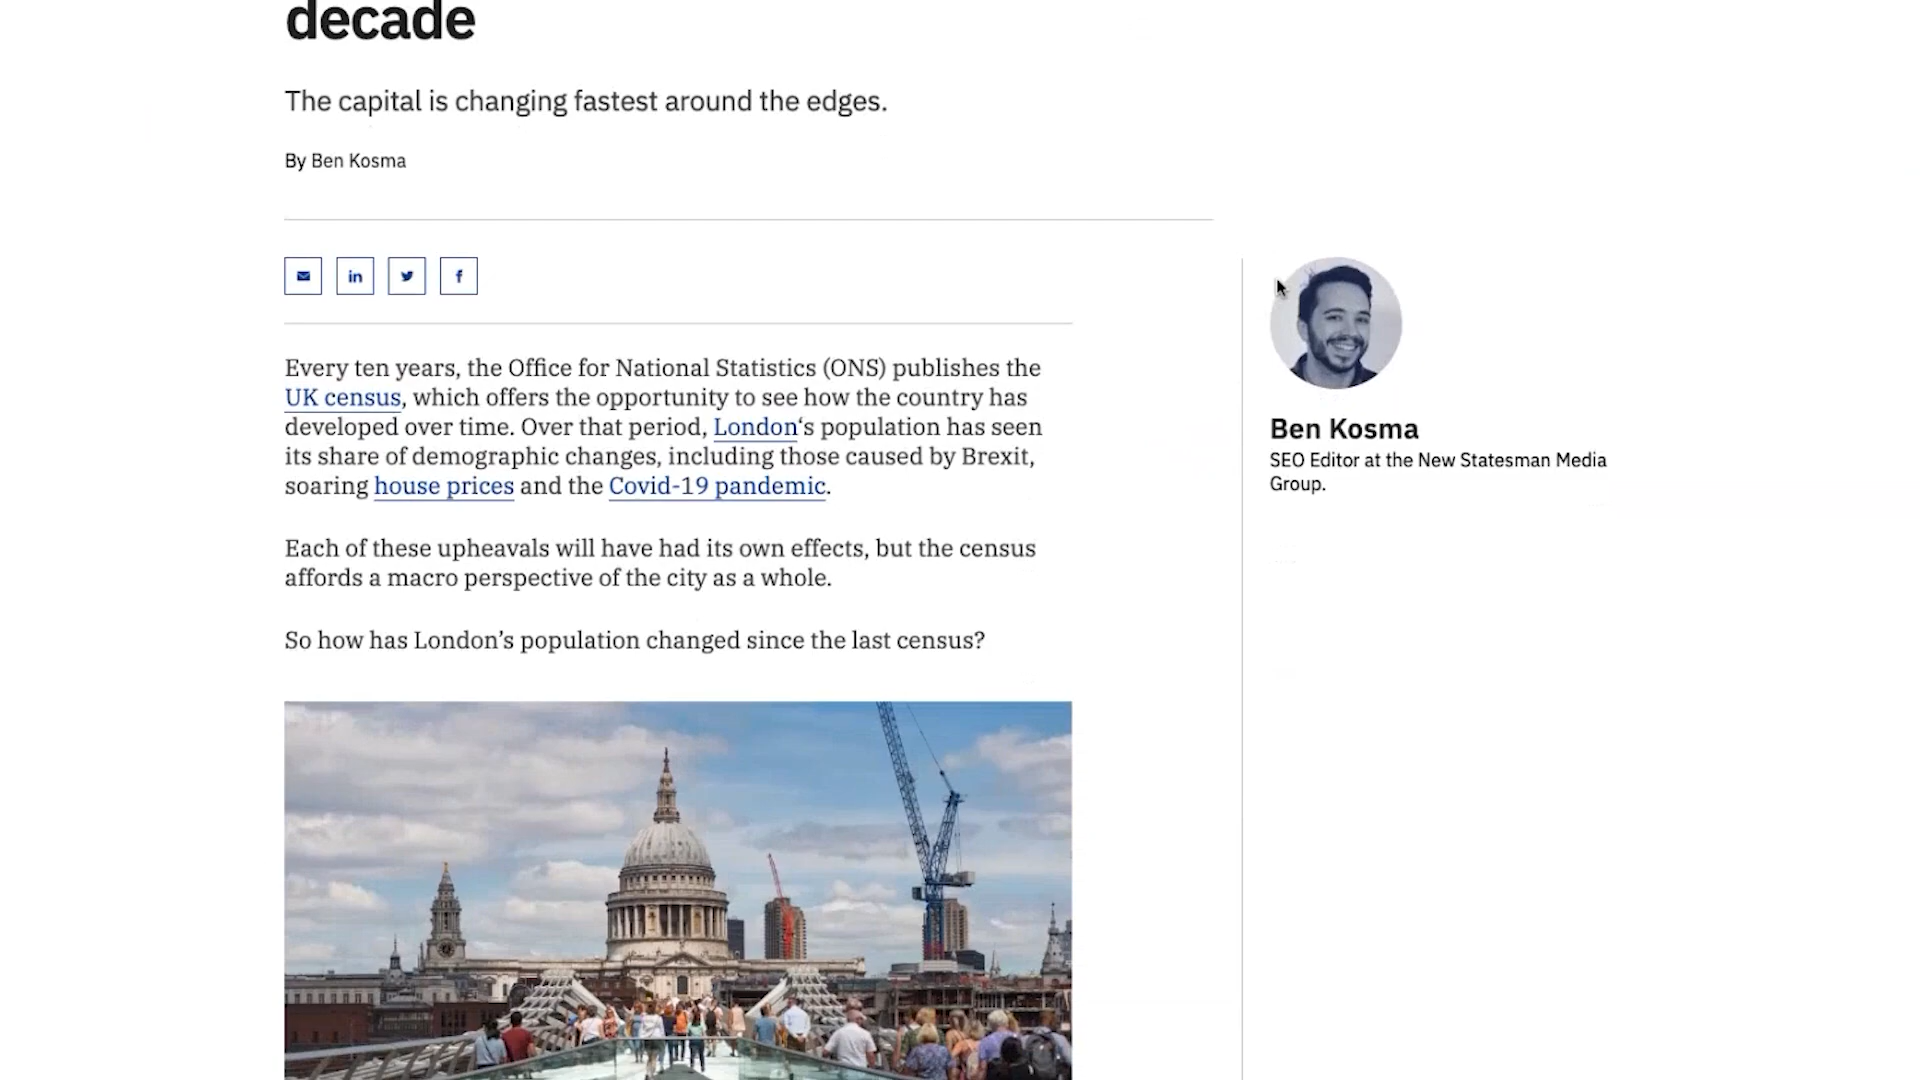 decade
The capital is changing fastest around the edges.
By Ben Kosma
in
f
Every ten years, the Office for National Statistics (ONS) publishes the
UK census, which offers the opportunity to see how the country has
developed over time. Over that period, London‘s population has seen
its share of demographic changes, including those caused by Brexit,
soaring house prices and the Covid-19 pandemic.
Each of these upheavals will have had its own effects, but the census
affords a macro perspective of the city as a whole.
So how has London’s population changed since the last census?
Ben Kosma
SEO Editor at the New Statesman Media
Group.